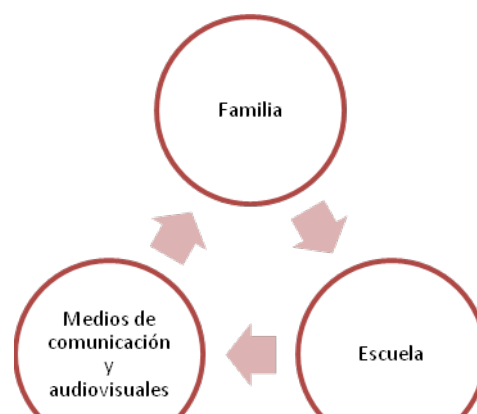 Familia
Medios de
comunicación
y
audiovisuales
Escuela